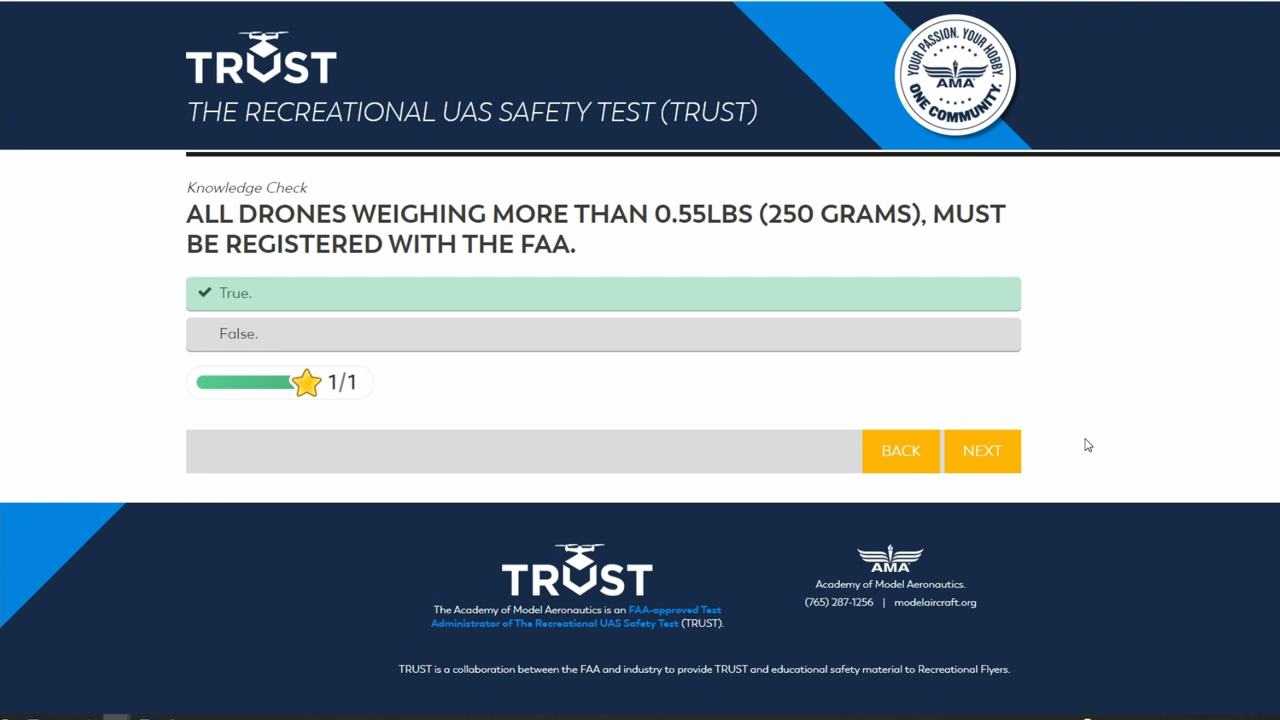 TRUST
THE RECREATIONAL UAS SAFETY TEST (TRUST)
YOUR PASSION. YOUR HOBBY.
AMA
ONE COMMUNITY.
Knowledge Check
ALL DRONES WEIGHING MORE THAN 0.55LBS (250 GRAMS), MUST
BE REGISTERED WITH THE FAA.
True.
False.
1/1
BACK NEXT
TRUST
The Academy of Model Aeronautics is an FAA-approved Test
Administrator of The Recreational UAS Safety Test (TRUST).
AMA
Academy of Model Aeronautics.
(765) 287-1256 | modelaircraft.org
TRUST is a collaboration between the FAA and industry to provide TRUST and educational safety material to Recreational Flyers.